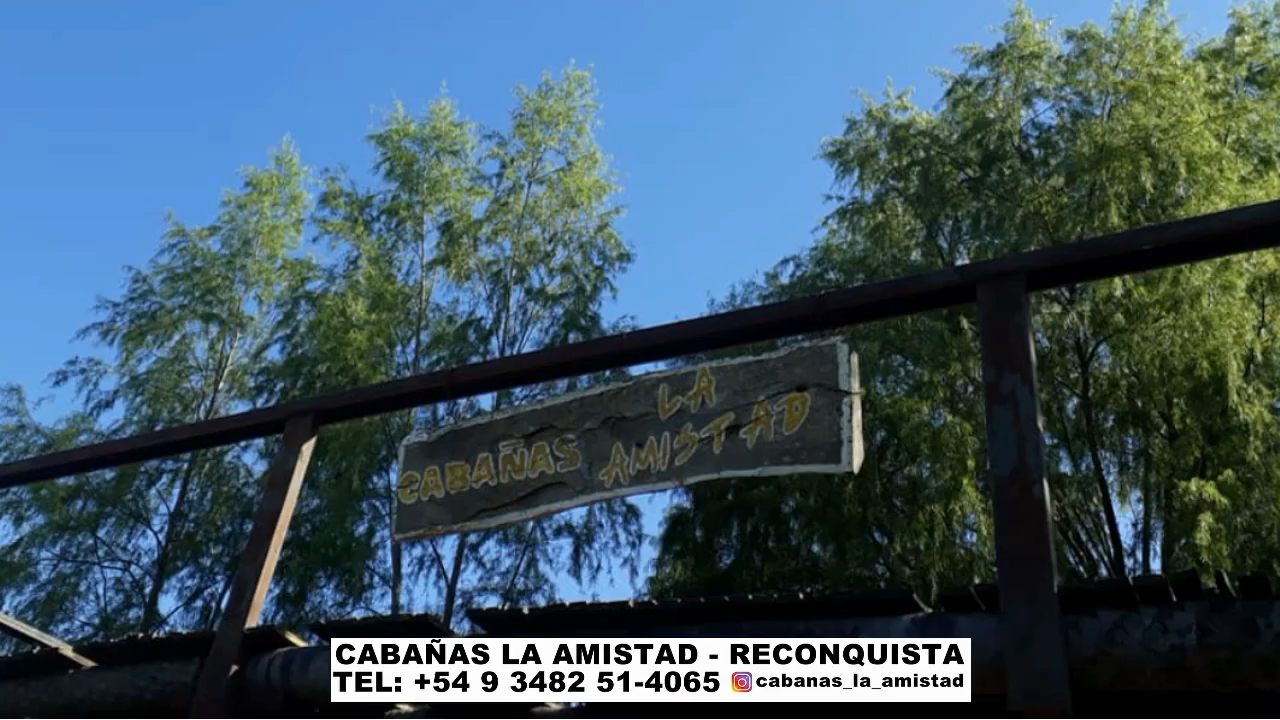 LA
CABAÑAS AMISTAD
CABAÑAS LA AMISTAD - RECONQUISTA
TEL: +54 9 3482 51-4065 cabanas_la_amistad